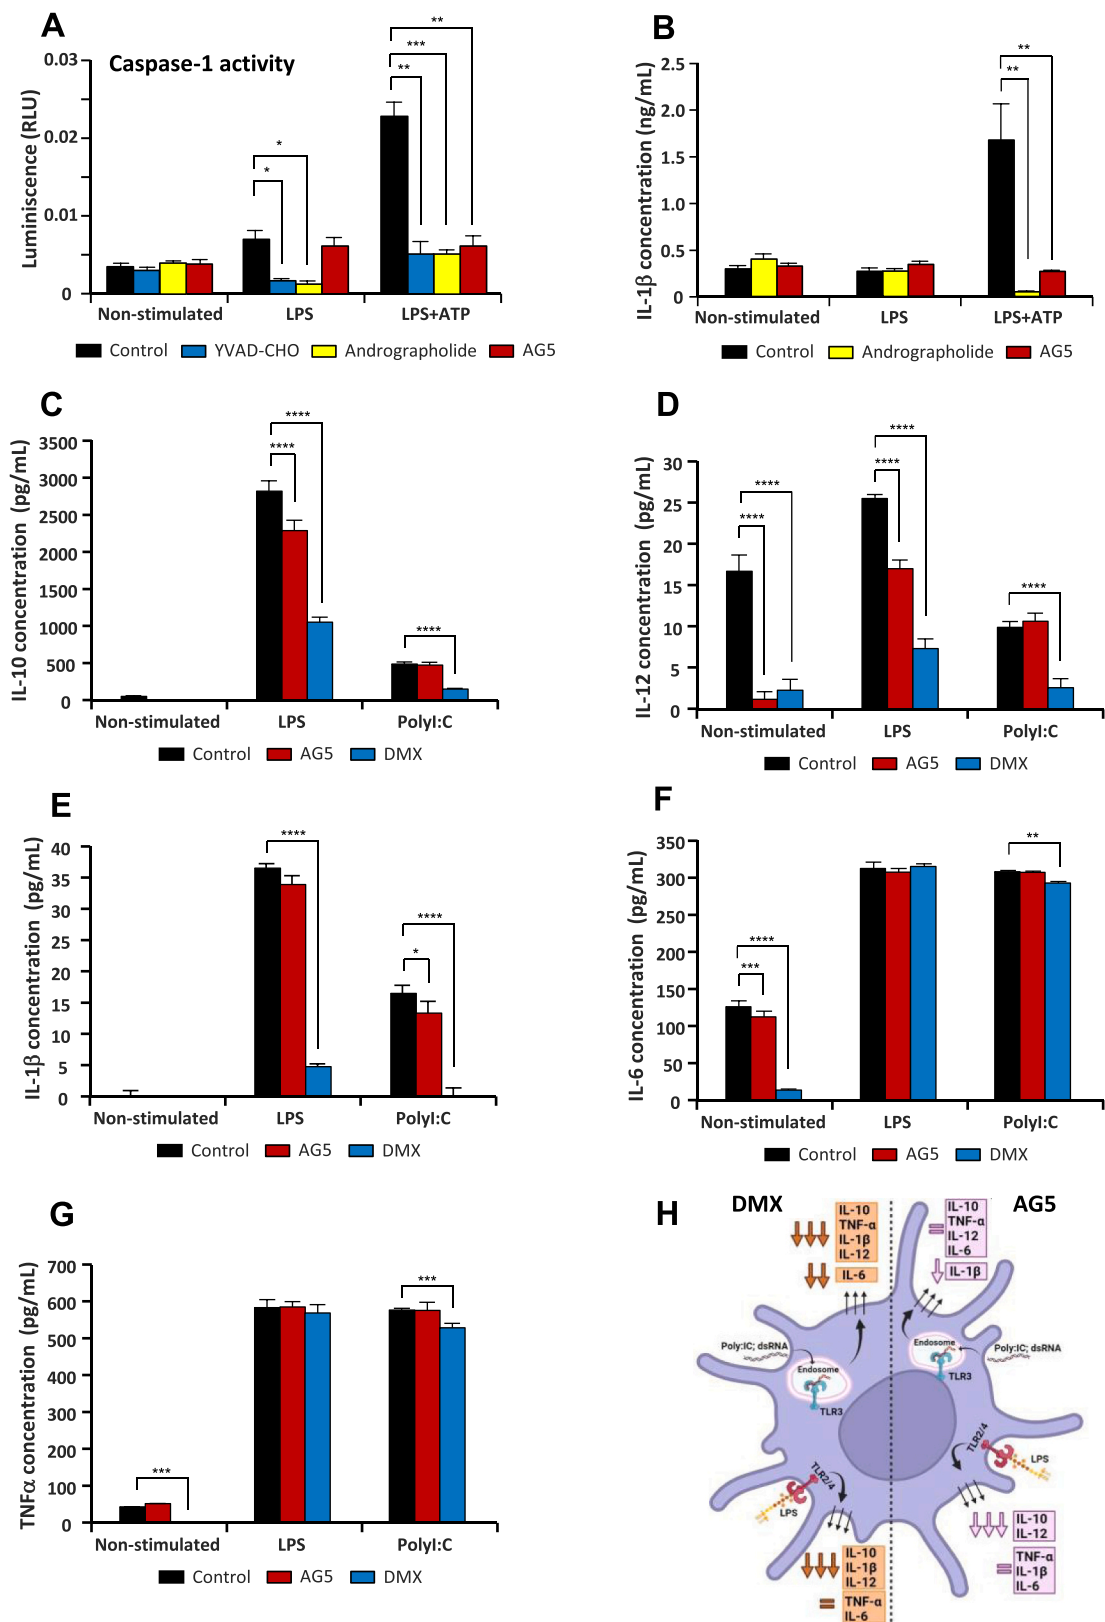 A
Caspase-1 activity
Luminiscence (RLU)
0.03
0.02
0.01
0
** 
***
**
*
*
Non-stimulated LPS LPS+ATP
Control YVAD-CHO Andrographolide AG5
B
IL-1β concentration (ng/mL)
2.5
2.0
1.5
1.0
0.5
0
**
**
Non-stimulated LPS LPS+ATP
Control Andrographolide AG5
C
IL-10 concentration (pg/mL)
3500
3000
2500
2000
1500
1000
500
0
****
****
****
Non-stimulated LPS PolyI:C
Control AG5 DMX
D
IL-12 concentration (pg/mL)
30
25
20
15
10
5
0
****
****
****
****
****
Non-stimulated LPS PolyI:C
Control AG5 DMX
E
IL-1β concentration (pg/mL)
40
35
30
25
20
15
10
5
0
****
****
*
Non-stimulated LPS PolyI:C
Control AG5 DMX
F
IL-6 concentration (pg/mL)
350
300
250
200
150
100
50
0
**
****
***
Non-stimulated LPS PolyI:C
Control AG5 DMX
G
TNFα concentration (pg/mL)
700
600
500
400
300
200
100
0
***
***
Non-stimulated LPS PolyI:C
Control AG5 DMX
H
DMX
AG5
IL-10
TNF-α
IL-1β
IL-12
IL-6
IL-10
= TNF-α
IL-12
IL-6
IL-1β
Poly:IC; dsRNA
Endosome
TLR3
Endosome
Poly:IC; dsRNA
TLR3
TLR2/4
LPS
TLR2/4
LPS
IL-10
IL-1β
IL-12
= TNF-α
IL-6
IL-10
IL-12
TNF-α
= IL-1β
IL-6